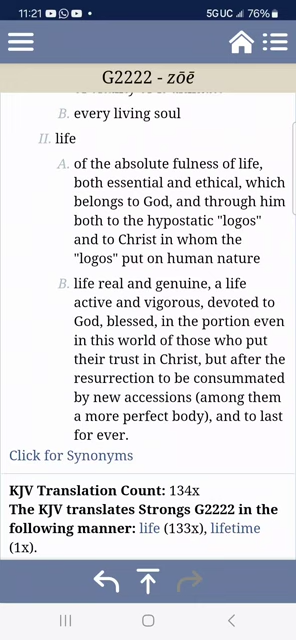 11:21
5G UC 76%
G2222 - zōē
B. every living soul
II. life
A. of the absolute fulness of life,
both essential and ethical, which
belongs to God, and through him
both to the hypostatic "logos"
and to Christ in whom the
"logos" put on human nature
B. life real and genuine, a life
active and vigorous, devoted to
God, blessed, in the portion even
in this world of those who put
their trust in Christ, but after the
resurrection to be consummated
by new accessions (among them
a more perfect body), and to last
for ever.
Click for Synonyms
KJV Translation Count: 134x
The KJV translates Strongs G2222 in the
following manner: life (133x), lifetime
(1x).